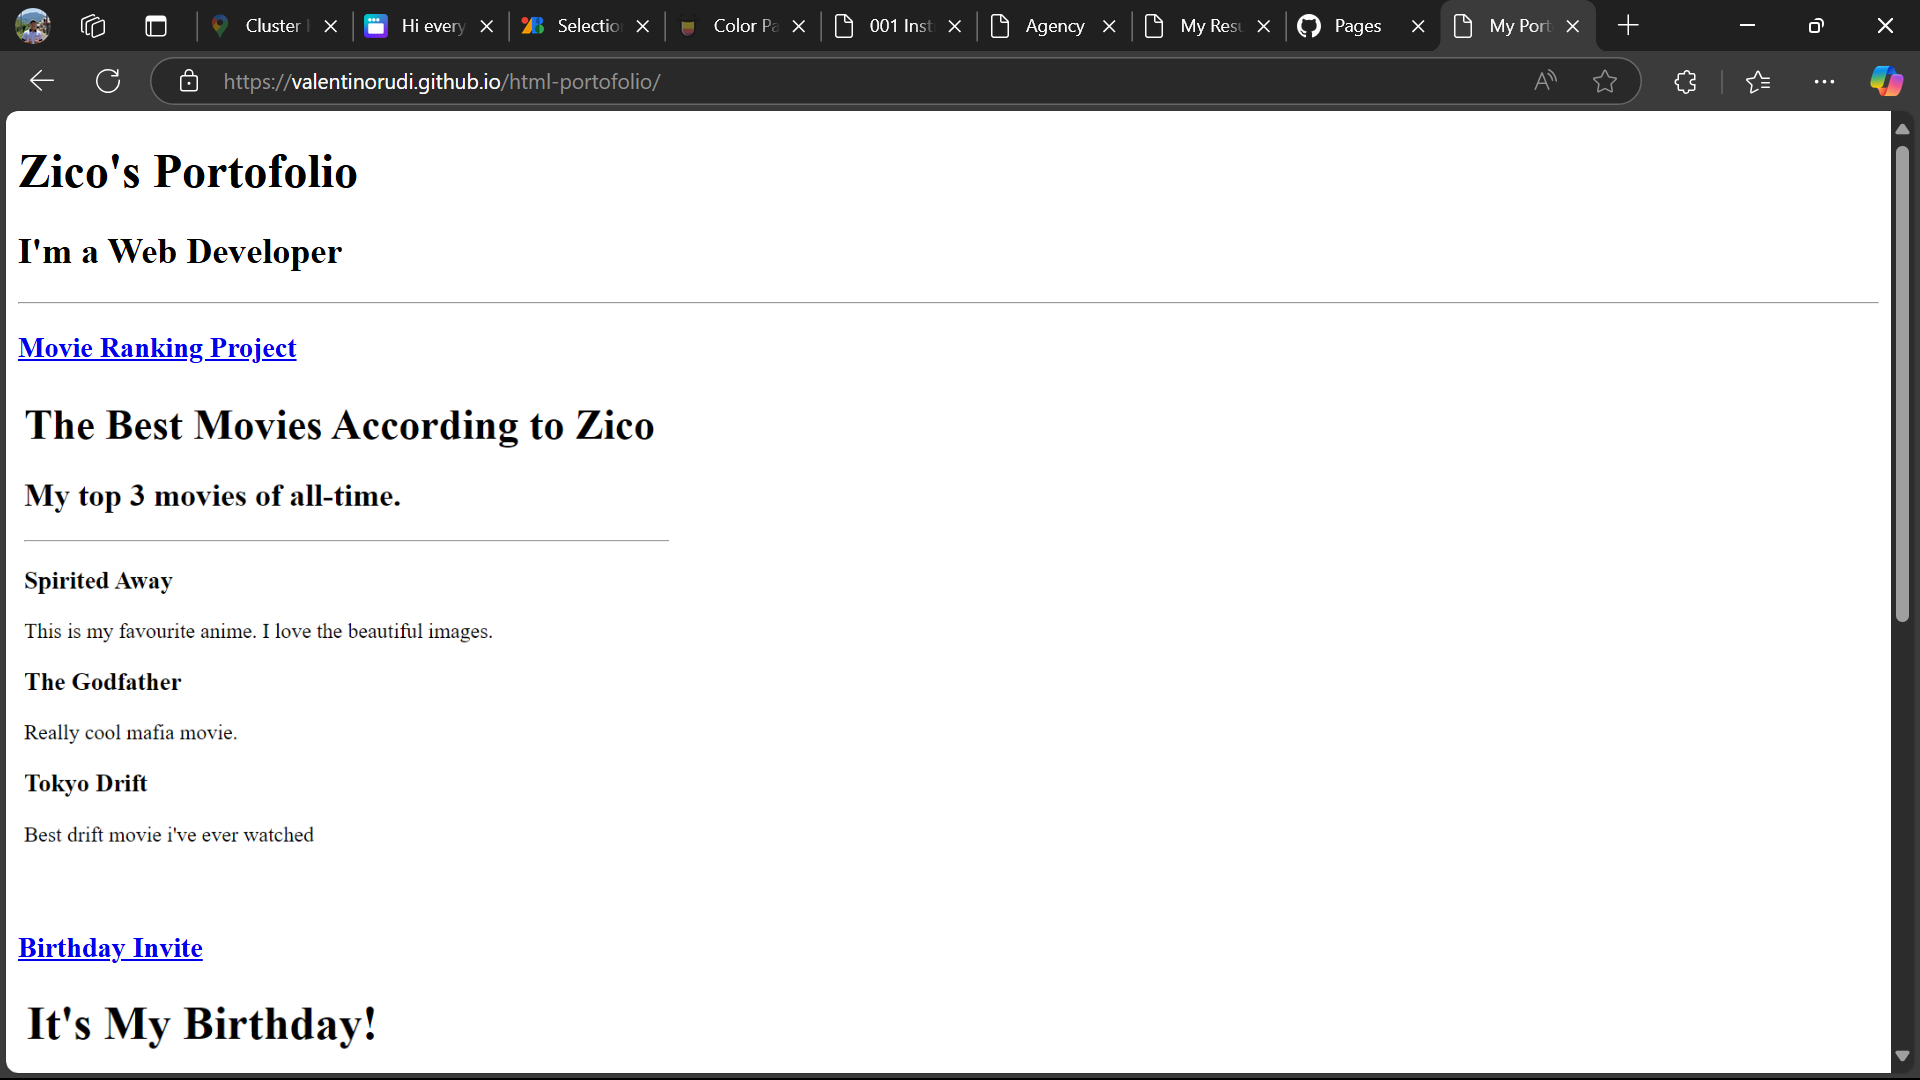 Cluster
Hi every
Selectio
Color Pa
001 Inst
Agency
My Resu
Pages
My Port
https://valentinorudi.github.io/html-portofolio/
Zico's Portofolio
I'm a Web Developer
Movie Ranking Project
The Best Movies According to Zico
My top 3 movies of all-time.
Spirited Away
This is my favourite anime. I love the beautiful images.
The Godfather
Really cool mafia movie.
Tokyo Drift
Best drift movie i've ever watched
Birthday Invite
It's My Birthday!